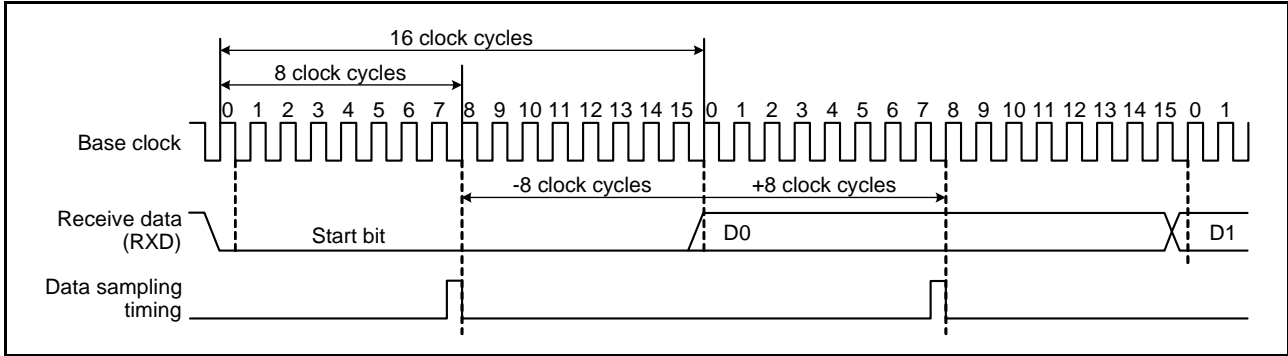 16 clock cycles
8 clock cycles
0 1 2 3 4 5 6 7 8 9 10 11 12 13 14 15 0 1 2 3 4 5 6 7 8 9 10 11 12 13 14 15 0 1
Base clock
-8 clock cycles +8 clock cycles
Receive data
(RXD)
Start bit D0 D1
Data sampling
timing